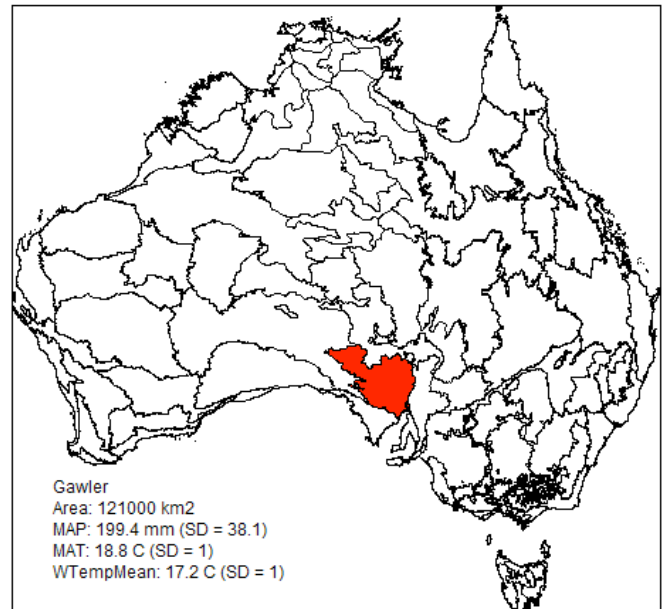 Gawler
Area: 121000 km2
MAP: 199.4 mm (SD = 38.1)
MAT: 18.8 C (SD = 1)
WTempMean: 17.2 C (SD = 1)